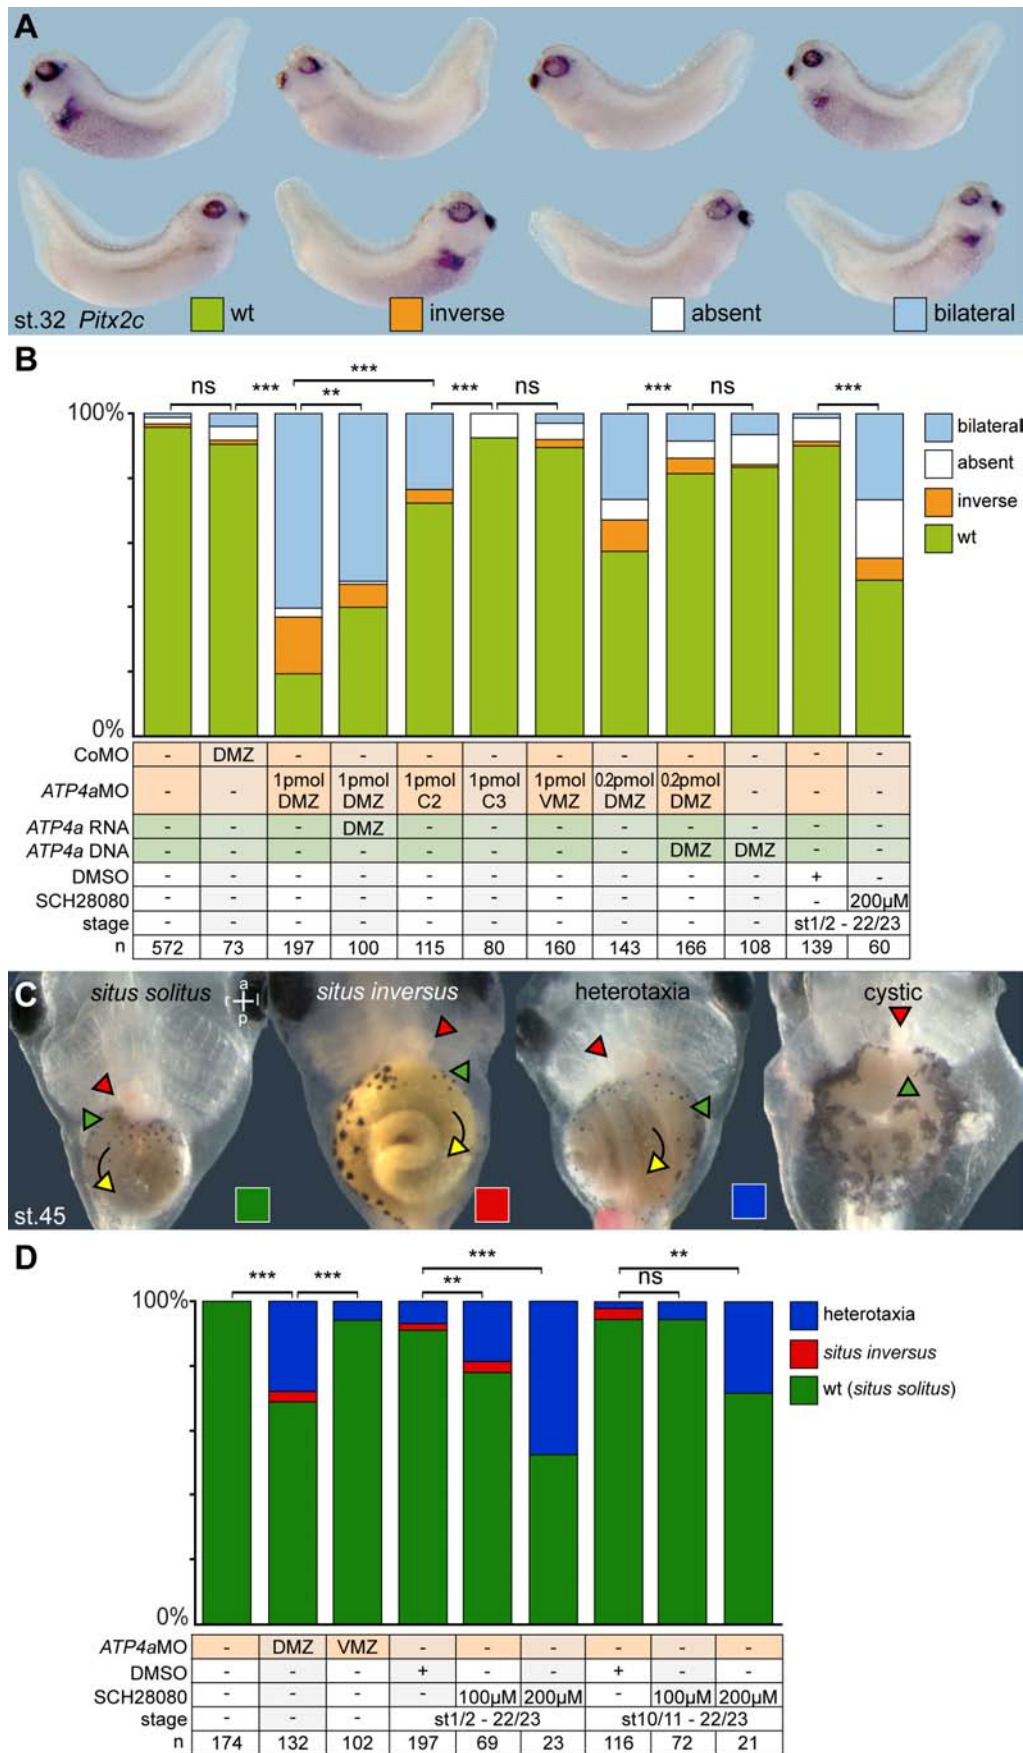 A
st.32 Pitx2c
wt
inverse
absent
bilateral
B
ns
***
**
***
***
ns
***
ns
***
100%
0%
bilateral
absent
inverse
wt
CoMO - DMZ - - - - - - - - - -
ATP4aMO - - 1pmol DMZ 1pmol DMZ 1pmol C2 1pmol C3 1pmol VMZ 0.2pmol DMZ 0.2pmol DMZ - - -
ATP4a RNA - - - DMZ - - - - - - - -
ATP4a DNA - - - - - - - - DMZ DMZ - -
DMSO - - - - - - - - - - + -
SCH28080 - - - - - - - - - - - 200µM
stage - - - - - - - - - - st1/2 - 22/23
n 572 73 197 100 115 80 160 143 166 108 139 60
C
situs solitus
a
r l
p
situs inversus
heterotaxia
cystic
st.45
D
***
***
**
***
ns
**
100%
0%
heterotaxia
situs inversus
wt (situs solitus)
ATP4aMO - DMZ VMZ - - - - - -
DMSO - - - + - - + - -
SCH28080 - - - - 100µM 200µM - 100µM 200µM
stage - - - st1/2 - 22/23 st10/11 - 22/23
n 174 132 102 197 69 23 116 72 21